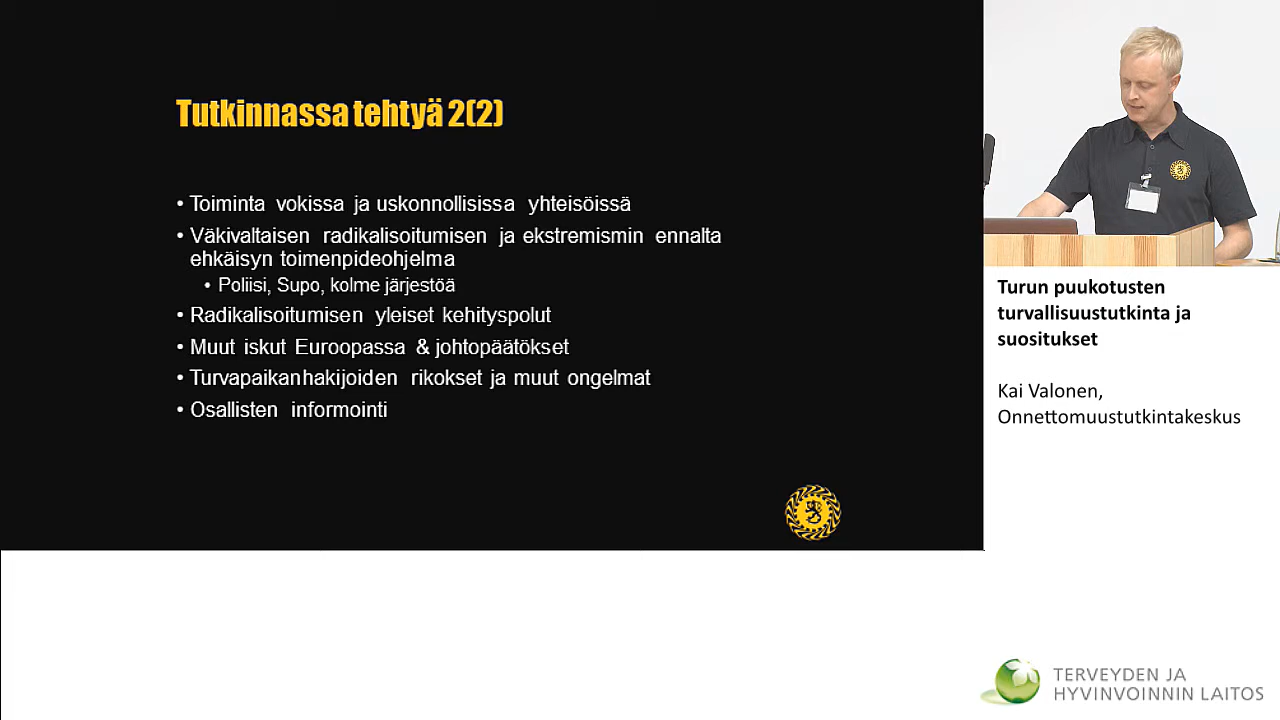 Tutkinnassa tehtyä 2(2)
• Toiminta vokissa ja uskonnollisissa yhteisöissä
• Väkivaltaisen radikalisoitumisen ja ekstremismin ennalta
ehkäisyn toimenpideohjelma
• Poliisi, Supo, kolme järjestöä
• Radikalisoitumisen yleiset kehityspolut
• Muut iskut Euroopassa & johtopäätökset
• Turvapaikanhakijoiden rikokset ja muut ongelmat
• Osallisten informointi
Turun puukotusten
turvallisuustutkinta ja
suositukset
Kai Valonen,
Onnettomuustutkintakeskus
TERVEYDEN JA
HYVINVOINNIN LAITOS